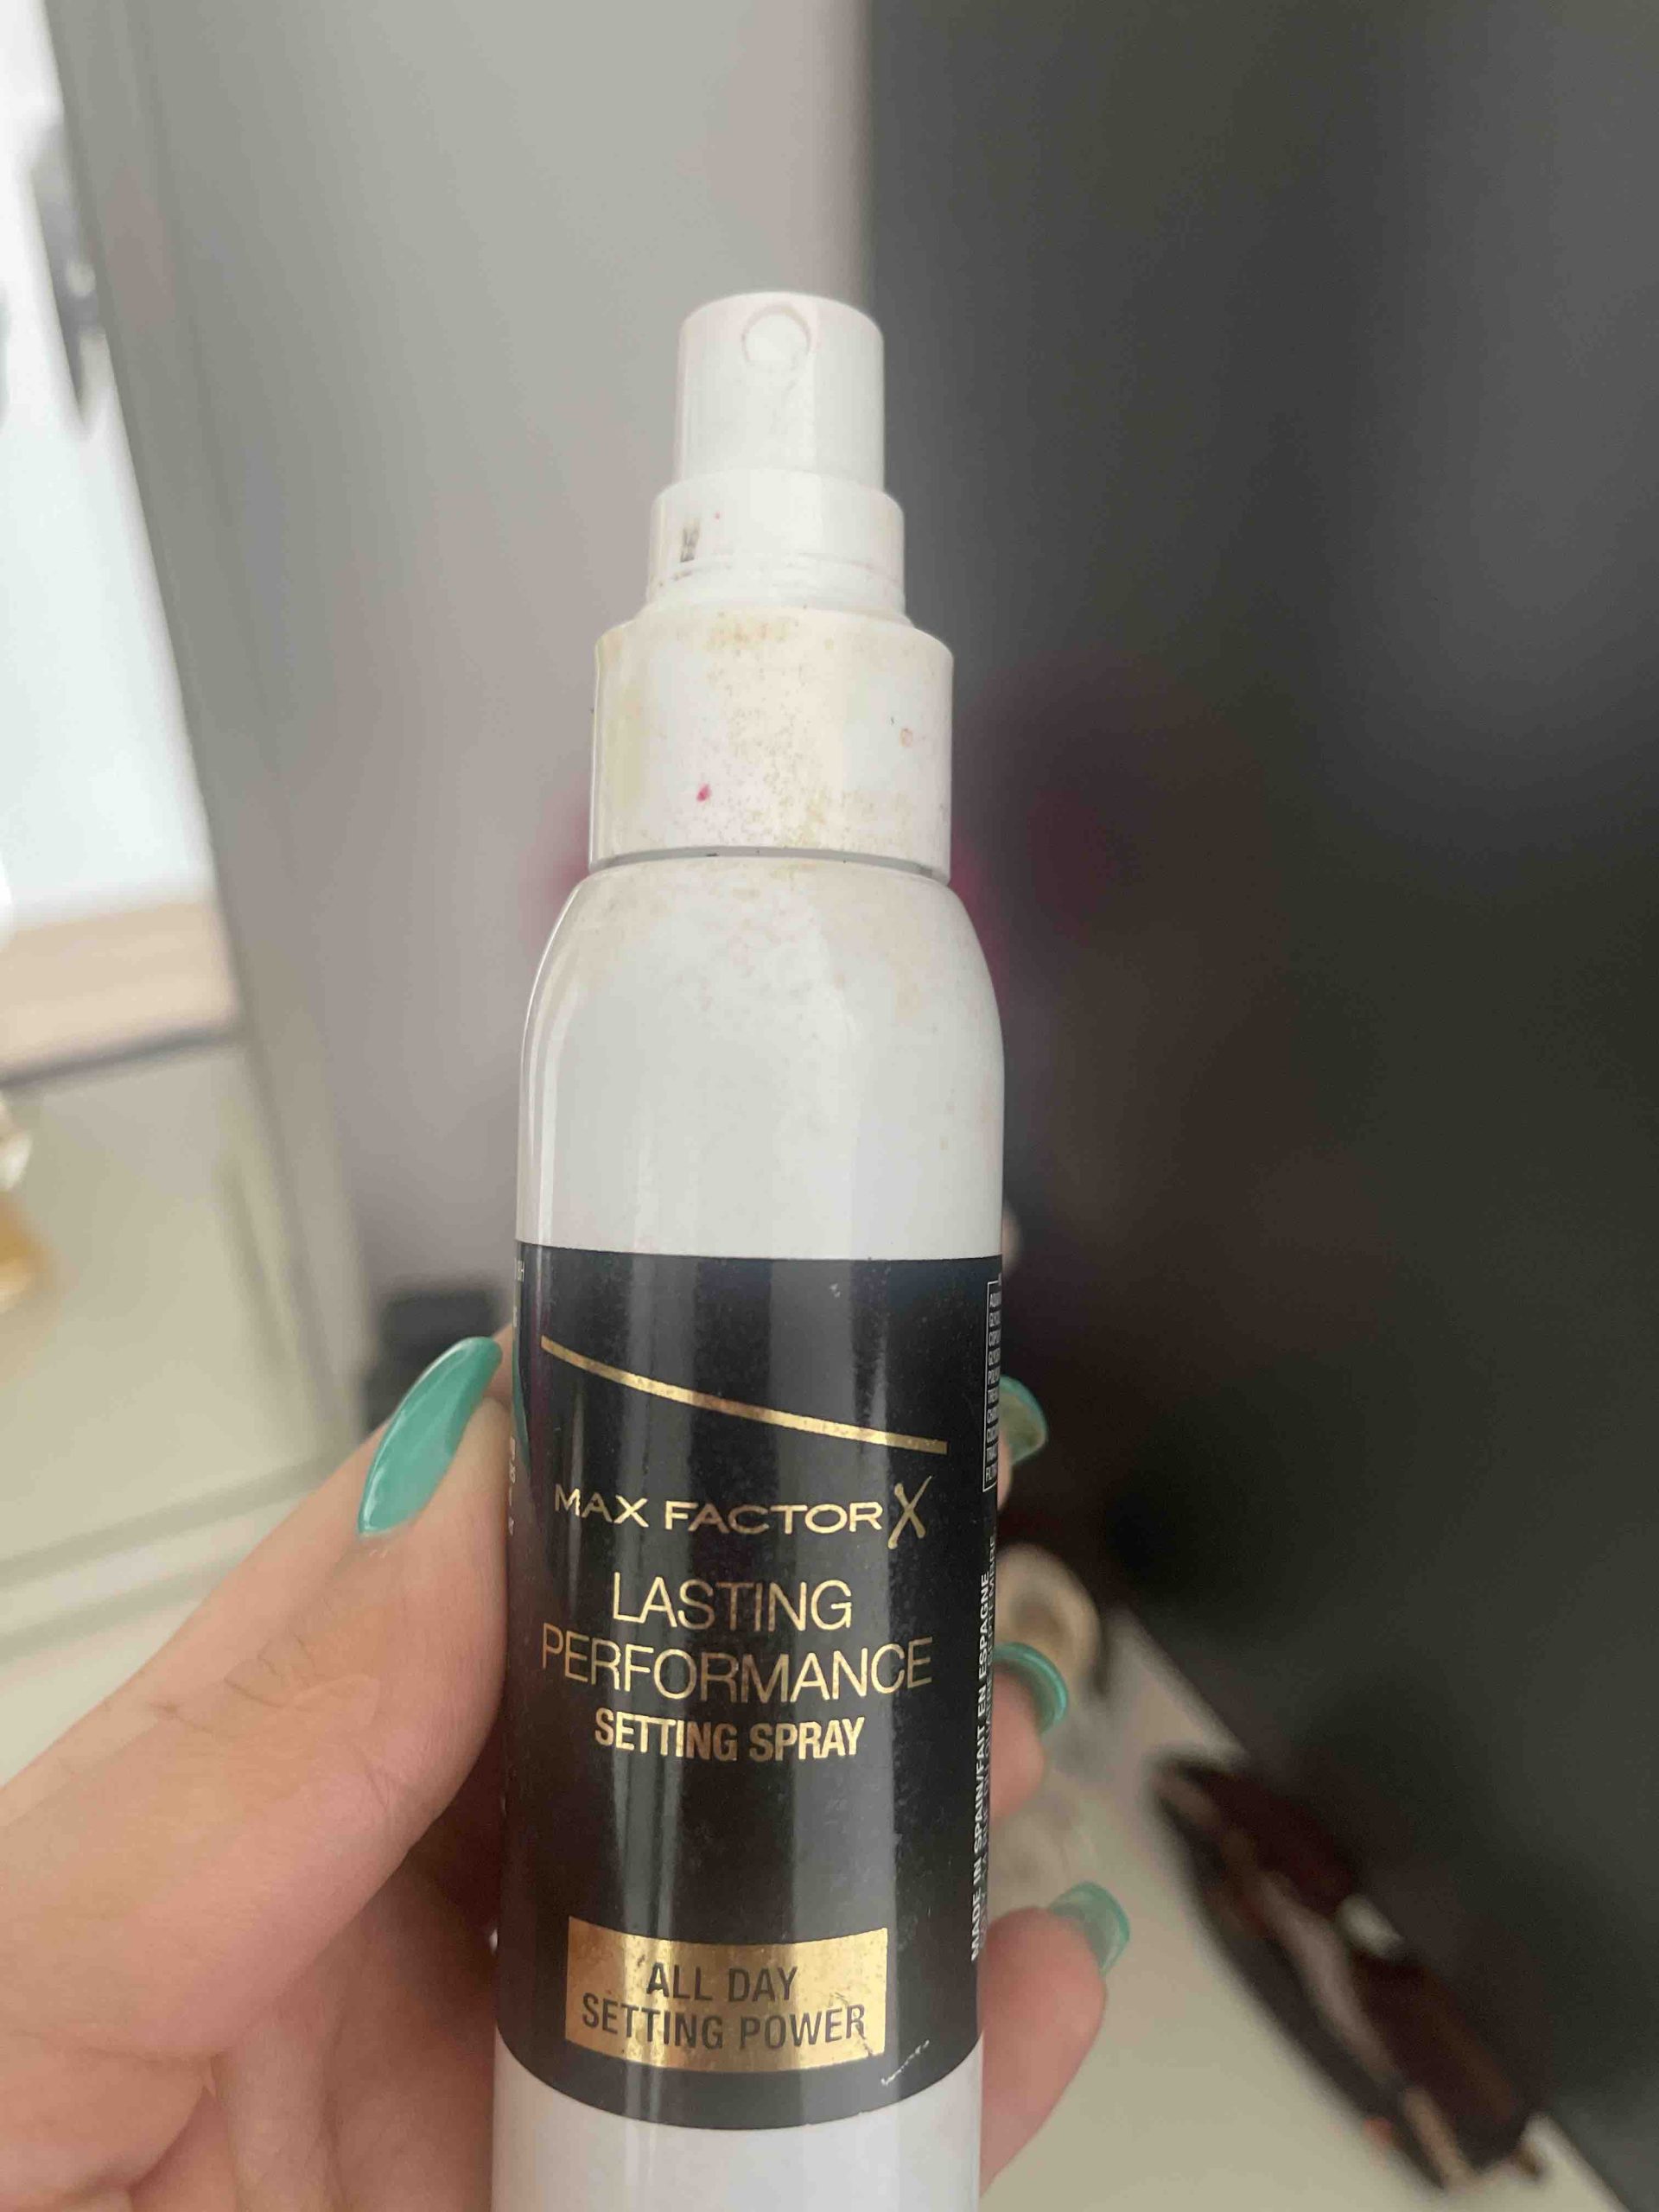 MAX FACTOR X
LASTING
PERFORMANCE
SETTING SPRAY
ALL DAY
SETTING POWER
MADE IN SPAIN/FAIT EN ESPAGNE